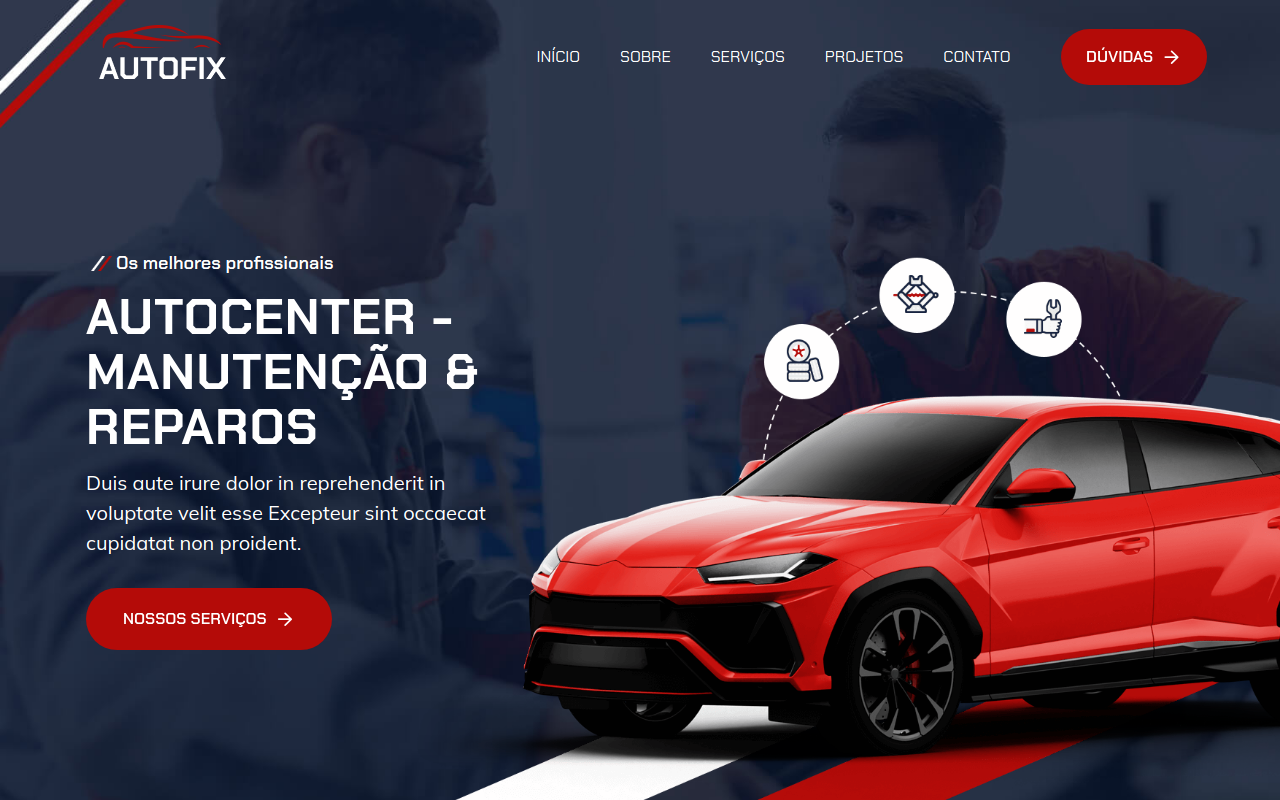 AUTOFIX
INÍCIO
SOBRE
SERVIÇOS
PROJETOS
CONTATO
DÚVIDAS
Os melhores profissionais
AUTOCENTER -
MANUTENÇÃO &
REPAROS
Duis aute irure dolor in reprehenderit in
voluptate velit esse Excepteur sint occaecat
cupidatat non proident.
NOSSOS SERVIÇOS